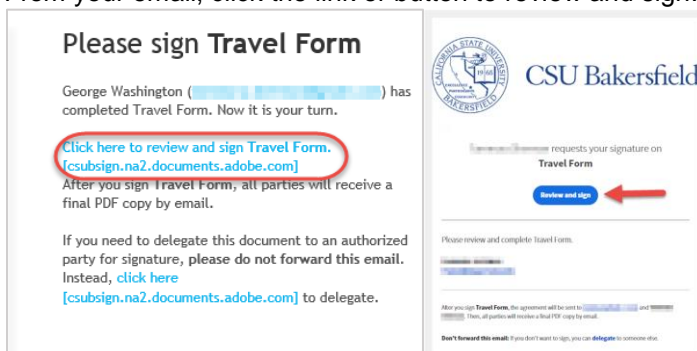 From your email, click the link or button to review and sign.
Please sign Travel Form
George Washington ( ) has
completed Travel Form. Now it is your turn.
Click here to review and sign Travel Form.
[csubsign.na2.documents.adobe.com]
After you sign Travel Form, all parties will receive a
final PDF copy by email.
If you need to delegate this document to an authorized
party for signature, please do not forward this email.
Instead, click here
[csubsign.na2.documents.adobe.com] to delegate.
CALIFORNIA STATE UNIVERSITY
BAKERSFIELD
CSU Bakersfield
requests your signature on
Travel Form
Review and sign
Please review and complete Travel Form.
After you sign Travel Form, the agreement will be sent to and
Then, all parties will receive a final PDF copy by email.
Don't forward this email: If you don't want to sign, you can delegate to someone else.